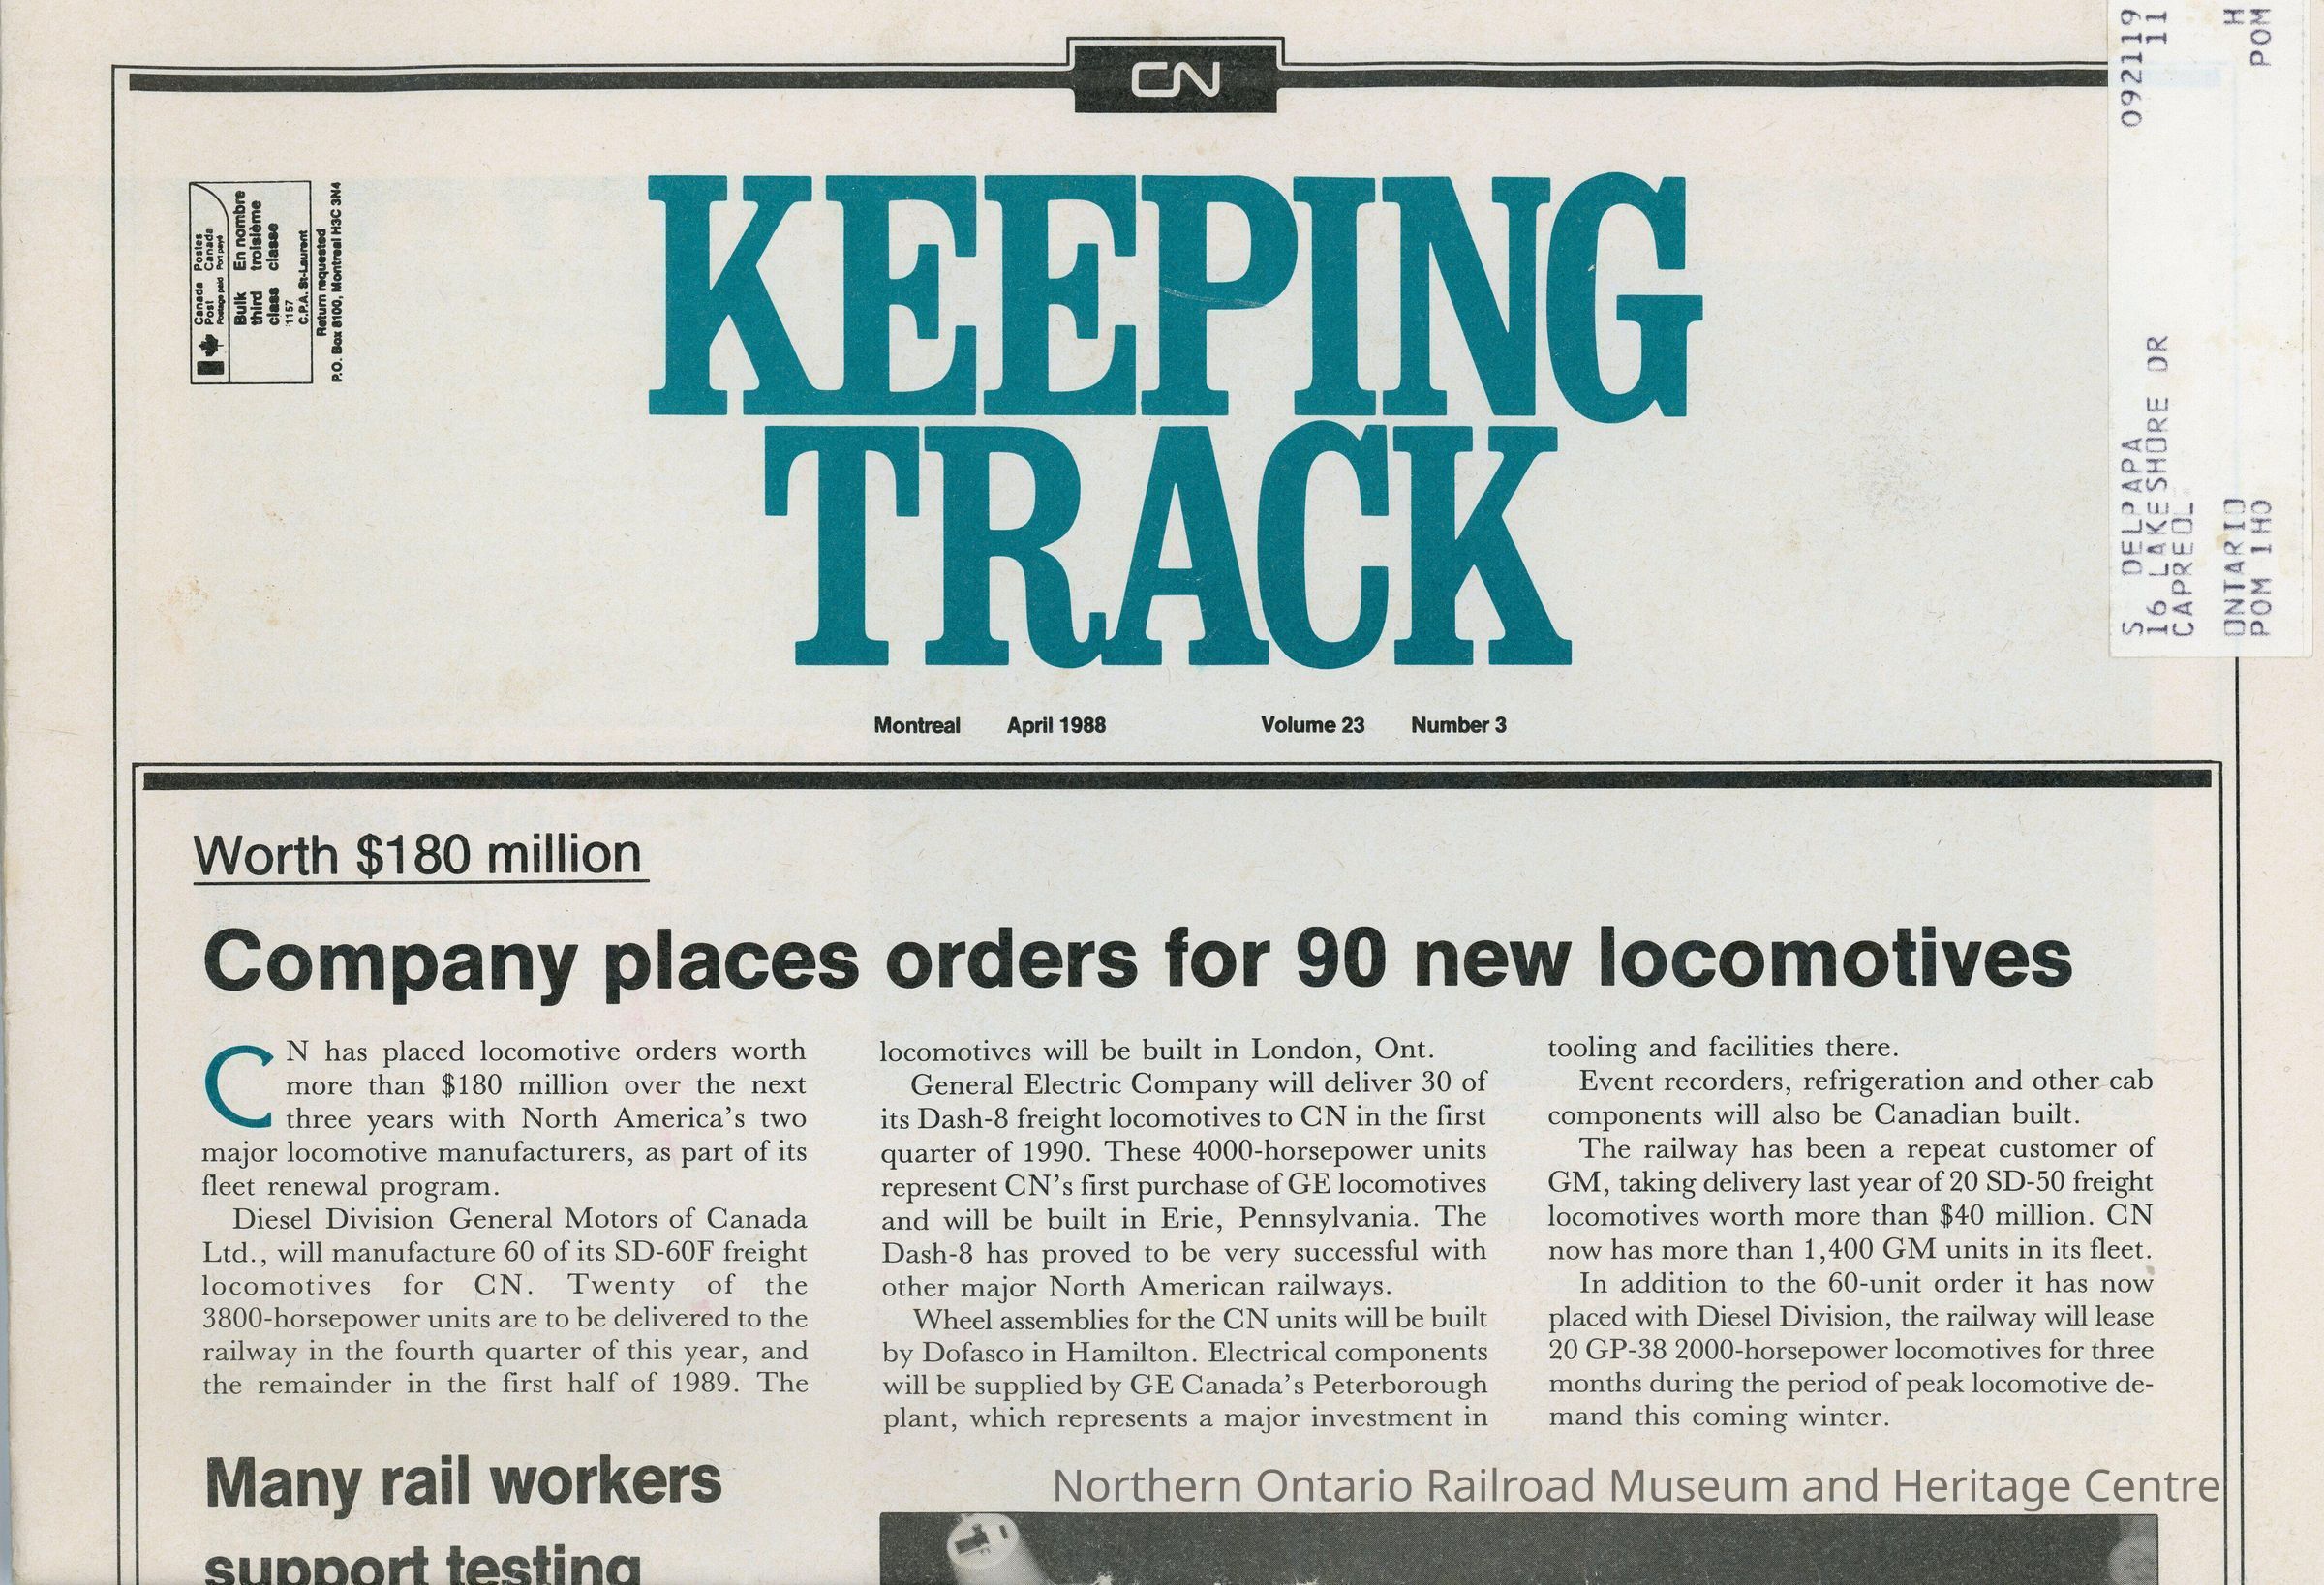 CN
Canada Postes
Post Canada
Postage paid Port payé
Bulk En nombre
third troisième
class classe
1157
C.P.A. St-Laurent
Return requested
P.O. Box 8100, Montreal H3C 3N4
KEEPING
TRACK
092119
11
H
POM
S DELPAPA
16 LAKESHORE DR
CAPREOL
ONTARIO
POM 1HO
Montreal April 1988 Volume 23 Number 3
Worth $180 million
Company places orders for 90 new locomotives
CN has placed locomotive orders worth
more than $180 million over the next
three years with North America's two
major locomotive manufacturers, as part of its
fleet renewal program.
Diesel Division General Motors of Canada
Ltd., will manufacture 60 of its SD-60F freight
locomotives for CN. Twenty of the
3800-horsepower units are to be delivered to the
railway in the fourth quarter of this year, and
the remainder in the first half of 1989. The
locomotives will be built in London, Ont.
General Electric Company will deliver 30 of
its Dash-8 freight locomotives to CN in the first
quarter of 1990. These 4000-horsepower units
represent CN's first purchase of GE locomotives
and will be built in Erie, Pennsylvania. The
Dash-8 has proved to be very successful with
other major North American railways.
Wheel assemblies for the CN units will be built
by Dofasco in Hamilton. Electrical components
will be supplied by GE Canada's Peterborough
plant, which represents a major investment in
tooling and facilities there.
Event recorders, refrigeration and other cab
components will also be Canadian built.
The railway has been a repeat customer of
GM, taking delivery last year of 20 SD-50 freight
locomotives worth more than $40 million. CN
now has more than 1,400 GM units in its fleet.
In addition to the 60-unit order it has now
placed with Diesel Division, the railway will lease
20 GP-38 2000-horsepower locomotives for three
months during the period of peak locomotive de-
mand this coming winter.
Many rail workers
support testing
Northern Ontario Railroad Museum and Heritage Centre